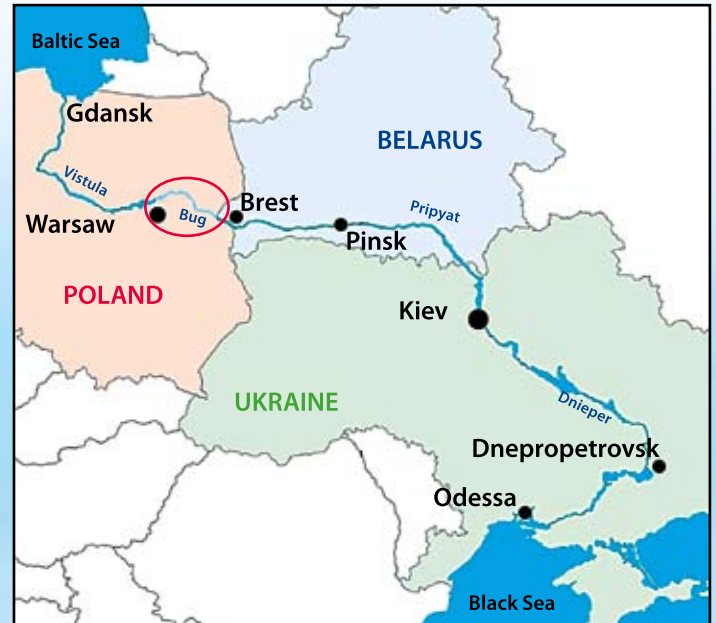 Baltic Sea
Gdansk
BELARUS
Vistula
Brest
Pripyat
Bug
Warsaw
Pinsk
POLAND
Kiev
UKRAINE
Dnieper
Dnepropetrovsk
Odessa
Black Sea